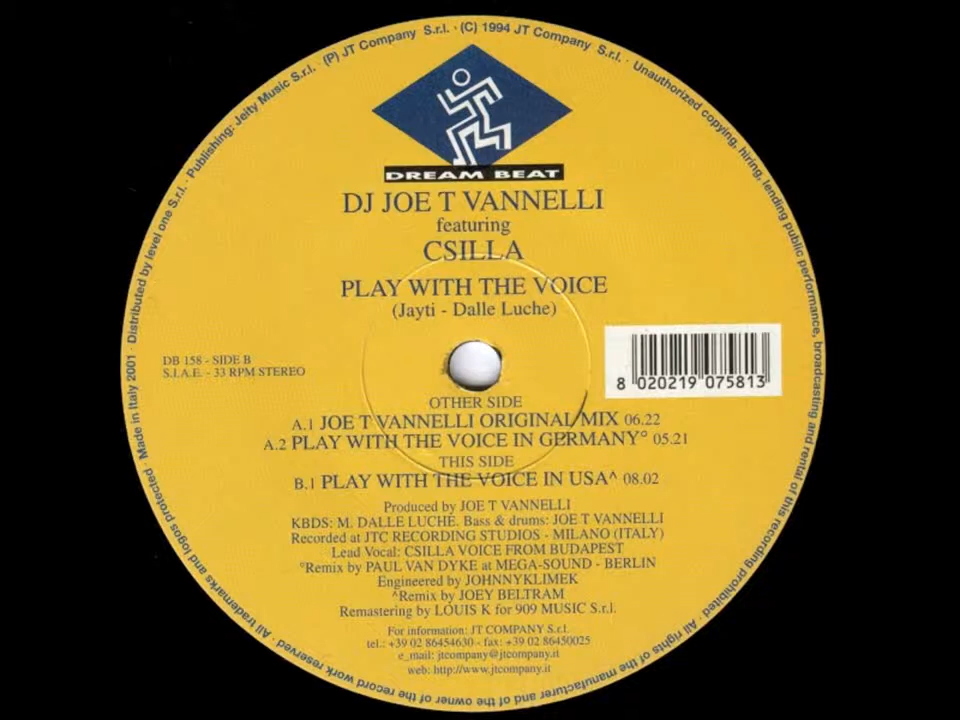 DREAM BEAT
DJ JOE T VANNELLI
featuring
CSILLA
PLAY WITH THE VOICE
(Jayti - Dalle Luche)
DB 158 - SIDE B
S.I.A.E. - 33 RPM STEREO
8 020219 075813
OTHER SIDE
A.1 JOE T VANNELLI ORIGINAL MIX 06.22
A.2 PLAY WITH THE VOICE IN GERMANY° 05.21
THIS SIDE
B.1 PLAY WITH THE VOICE IN USA^ 08.02
Produced by JOE T VANNELLI
KBDS: M. DALLE LUCHE. Bass & drums: JOE T VANNELLI
Recorded at JTC RECORDING STUDIOS - MILANO (ITALY)
Lead Vocal: CSILLA VOICE FROM BUDAPEST
°Remix by PAUL VAN DYKE at MEGA-SOUND - BERLIN
Engineered by JOHNNYKLIMEK
^Remix by JOEY BELTRAM
Remastering by LOUIS K for 909 MUSIC S.r.l.
For information: JT COMPANY S.r.l.
tel.: +39 02 86454630 - fax: +39 02 86450025
e_mail: jtcompany@jtcompany.it
web: http://www.jtcompany.it
Made in Italy 2001 · Distributed by level one S.r.l. · Publishing: Jeity Music S.r.l. · (P) JT Company S.r.l. · (C) 1994 JT Company S.r.l. · Unauthorized copying, hiring, lending public performance, broadcasting and rental of this recording prohibited · All rights of the manufacturer and of the owner of the record work reserved · All trademarks and logos protected ·